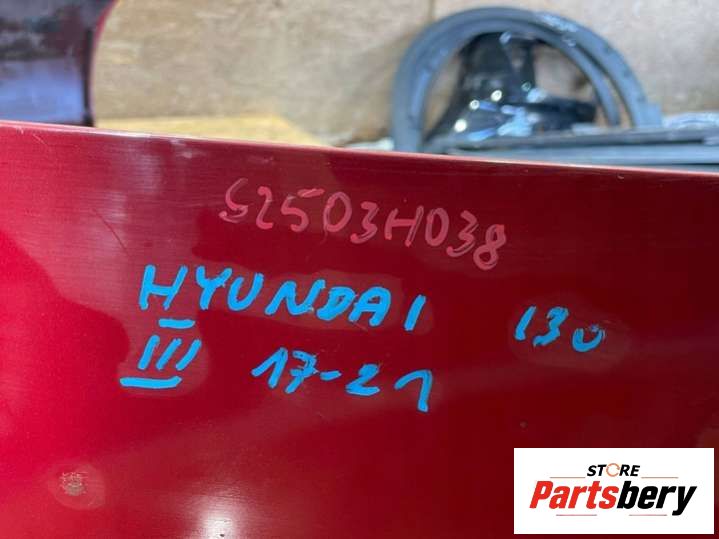 S2503H038
HYUNDAI i30
III 17-21
STORE
Partsbery